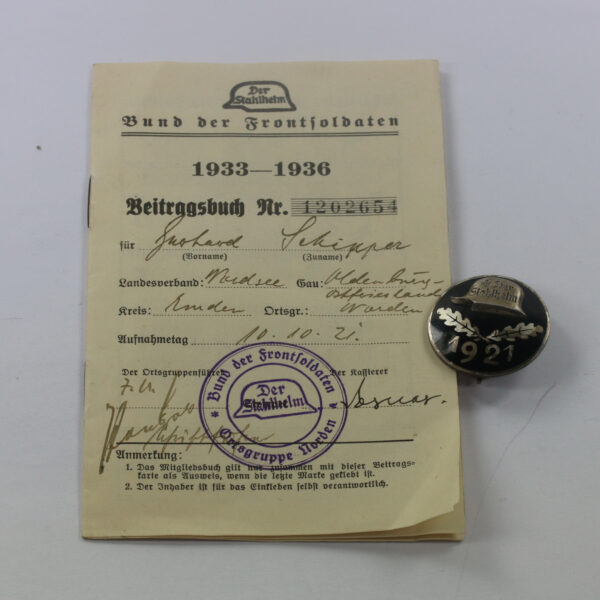 Der
Stahlhelm
Bund der Frontsoldaten
1933—1936
Beitragsbuch Nr. 1202654
für Gerhard Schipper
(Vorname) (Zuname)
Landesverband: Nordsee Gau: Oldenburg-
Ostfriesland
Kreis: Emden Ortsgr.: Norden
Aufnahmetag 10.10.21.
Der Ortsgruppenführer Der Kassierer
* Bund der Frontsoldaten *
Der
Stahlhelm
Ortsgruppe Norden
Anmerkung:
1. Das Mitgliedsbuch gilt nur zusammen mit dieser Beitrags-
karte als Ausweis, wenn die letzte Marke geklebt ist.
2. Der Inhaber ist für das Einkleben selbst verantwortlich.
Der
Stahlhelm
1921